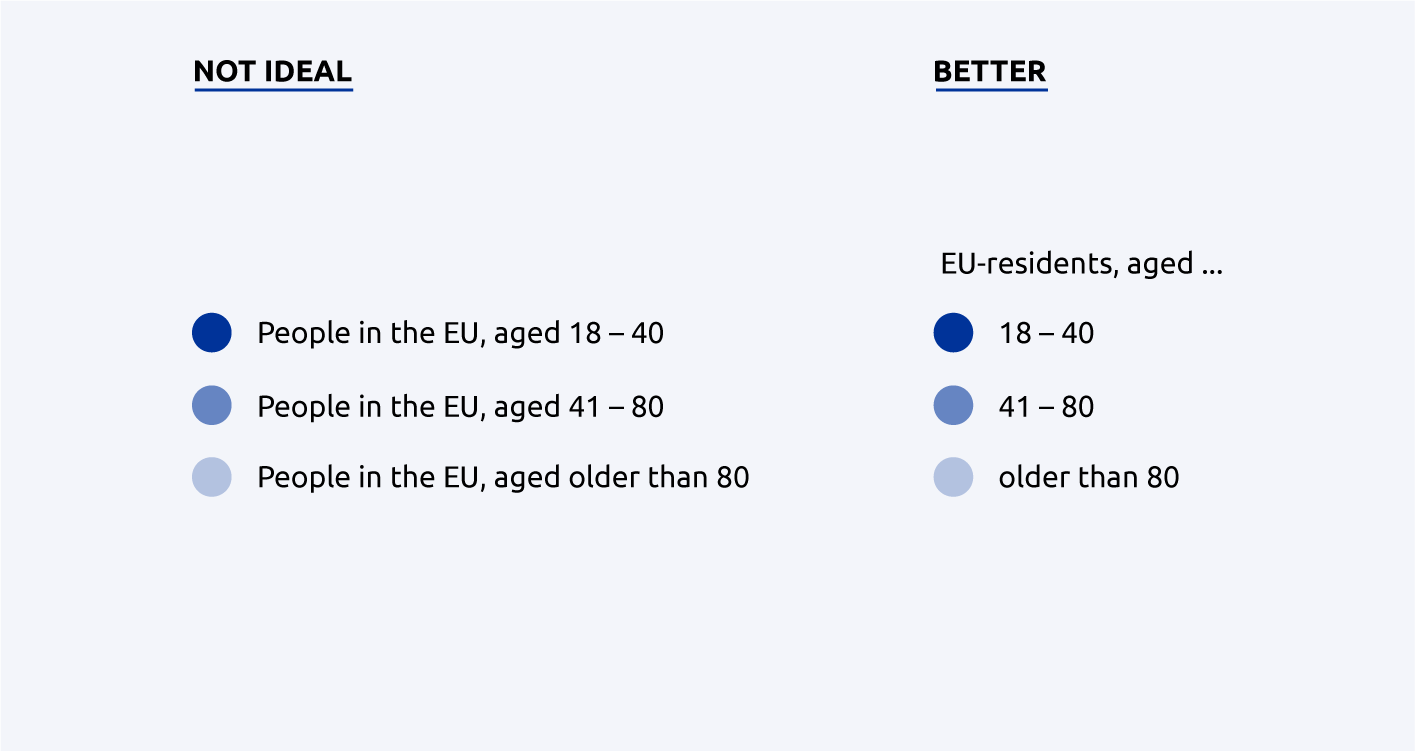 NOT IDEAL
People in the EU, aged 18 – 40
People in the EU, aged 41 – 80
People in the EU, aged older than 80
BETTER
EU-residents, aged ...
18 – 40
41 – 80
older than 80